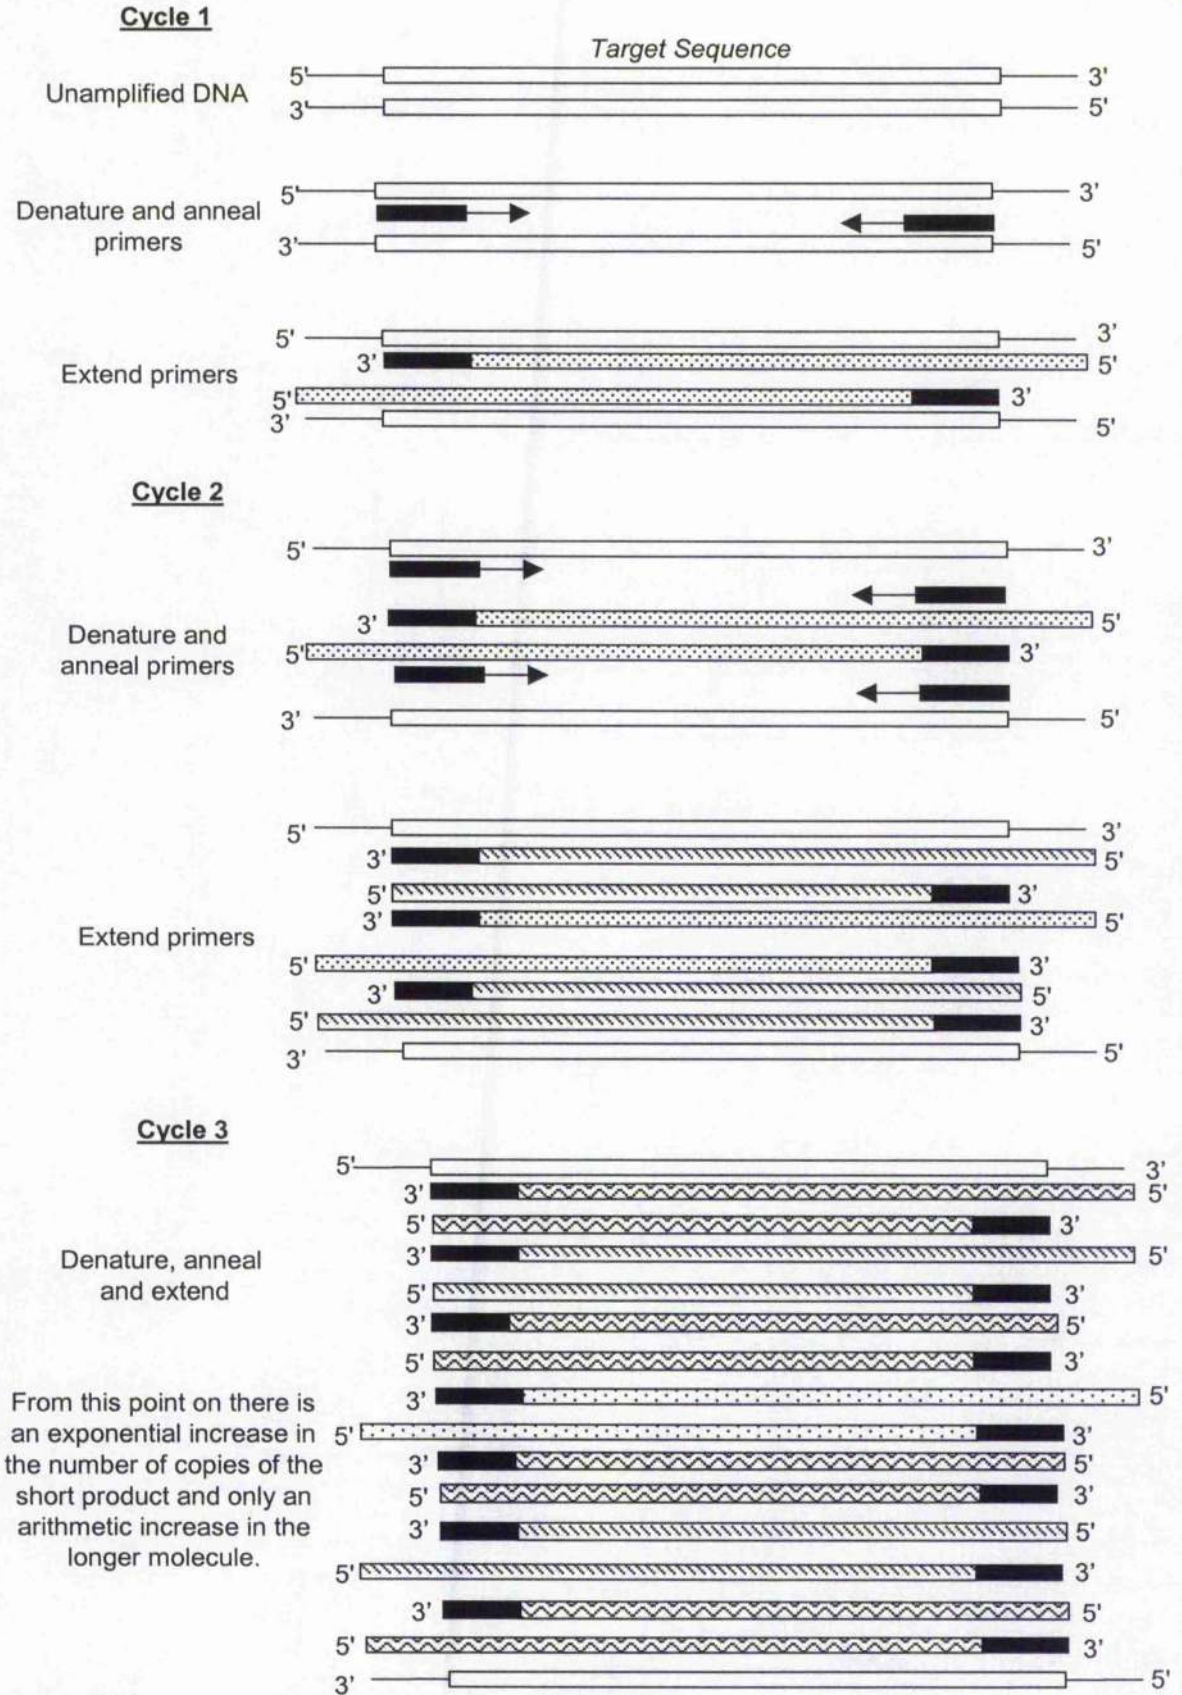 Cycle 1
Target Sequence
5' 3'
Unamplified DNA
3' 5'
5' 3'
Denature and anneal
primers
3' 5'
5' 3'
3' 5'
Extend primers
5' 3'
3' 5'
Cycle 2
5' 3'
3' 5'
Denature and
anneal primers
5' 3'
3' 5'
5' 3'
3' 5'
5' 3'
3' 5'
Extend primers
5' 3'
3' 5'
5' 3'
3' 5'
Cycle 3
5' 3'
3' 5'
5' 3'
3' 5'
Denature, anneal
and extend
5' 3'
3' 5'
5' 3'
3' 5'
From this point on there is
an exponential increase in
the number of copies of the
short product and only an
arithmetic increase in the
longer molecule.
5' 3'
3' 5'
5' 3'
3' 5'
5' 3'
3' 5'
5' 3'
3' 5'